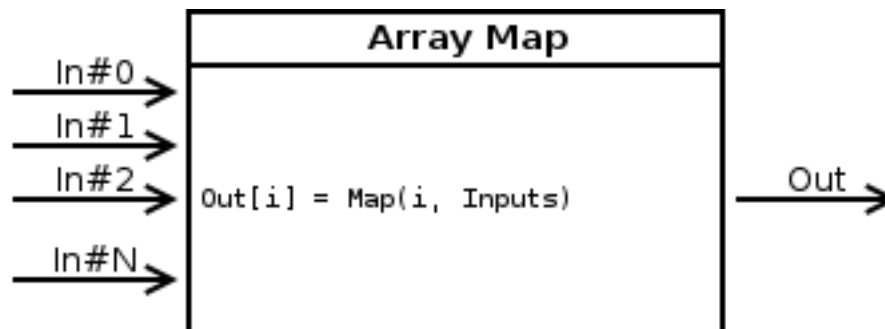 Array Map
In#0
In#1
In#2
Out[i] = Map(i, Inputs)
Out
In#N